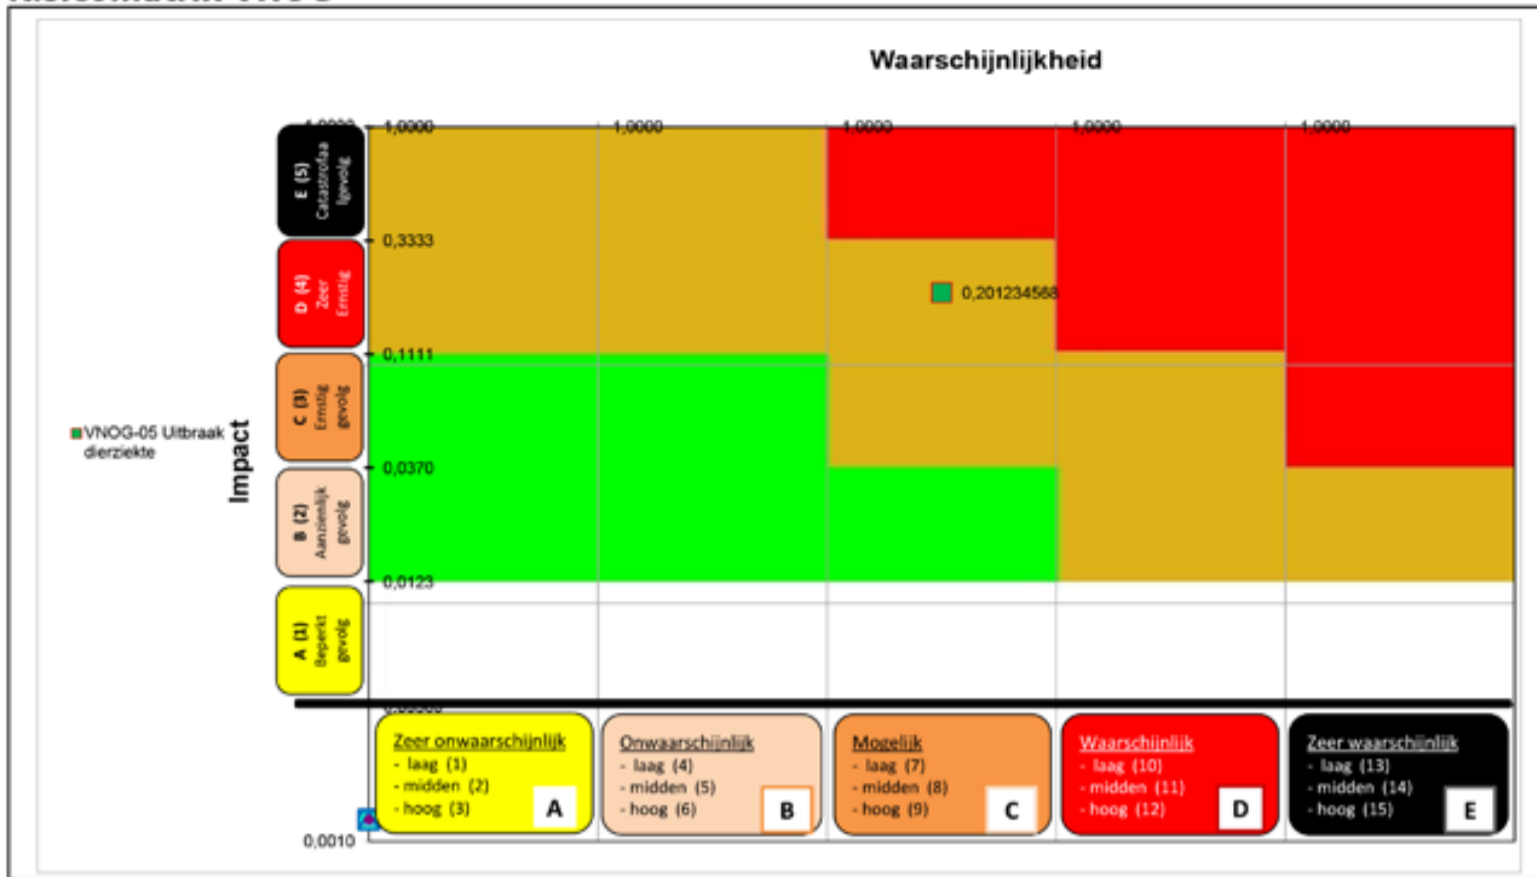 Waarschijnlijkheid
1,0000
1,0000
1,0000
1,0000
1,0000
1,0000
E (5)
Catastrofaa
lgevolg
0,3333
D (4)
Zeer
Ernstig
0,201234568
0,1111
C (3)
Ernstig
gevolg
VNOG-05 Uitbraak
dierziekte
Impact
0,0370
B (2)
Aanzienlijk
gevolg
0,0123
A (1)
Beperkt
gevolg
Zeer onwaarschijnlijk
- laag (1)
- midden (2)
- hoog (3)
A
Onwaarschijnlijk
- laag (4)
- midden (5)
- hoog (6)
B
Mogelijk
- laag (7)
- midden (8)
- hoog (9)
C
Waarschijnlijk
- laag (10)
- midden (11)
- hoog (12)
D
Zeer waarschijnlijk
- laag (13)
- midden (14)
- hoog (15)
E
0,0010